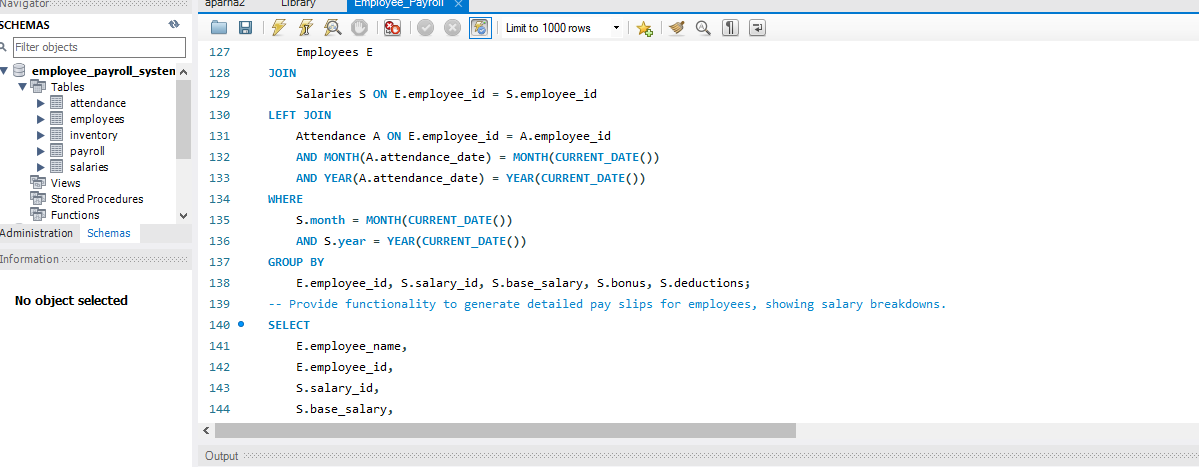 Navigator
aparna2 Library Employee_Payroll
SCHEMAS
Filter objects
Limit to 1000 rows
employee_payroll_system
Tables
attendance
employees
inventory
payroll
salaries
Views
Stored Procedures
Functions
Administration Schemas
Information
No object selected
127 Employees E
128 JOIN
129 Salaries S ON E.employee_id = S.employee_id
130 LEFT JOIN
131 Attendance A ON E.employee_id = A.employee_id
132 AND MONTH(A.attendance_date) = MONTH(CURRENT_DATE())
133 AND YEAR(A.attendance_date) = YEAR(CURRENT_DATE())
134 WHERE
135 S.month = MONTH(CURRENT_DATE())
136 AND S.year = YEAR(CURRENT_DATE())
137 GROUP BY
138 E.employee_id, S.salary_id, S.base_salary, S.bonus, S.deductions;
139 -- Provide functionality to generate detailed pay slips for employees, showing salary breakdowns.
140 SELECT
141 E.employee_name,
142 E.employee_id,
143 S.salary_id,
144 S.base_salary,
Output